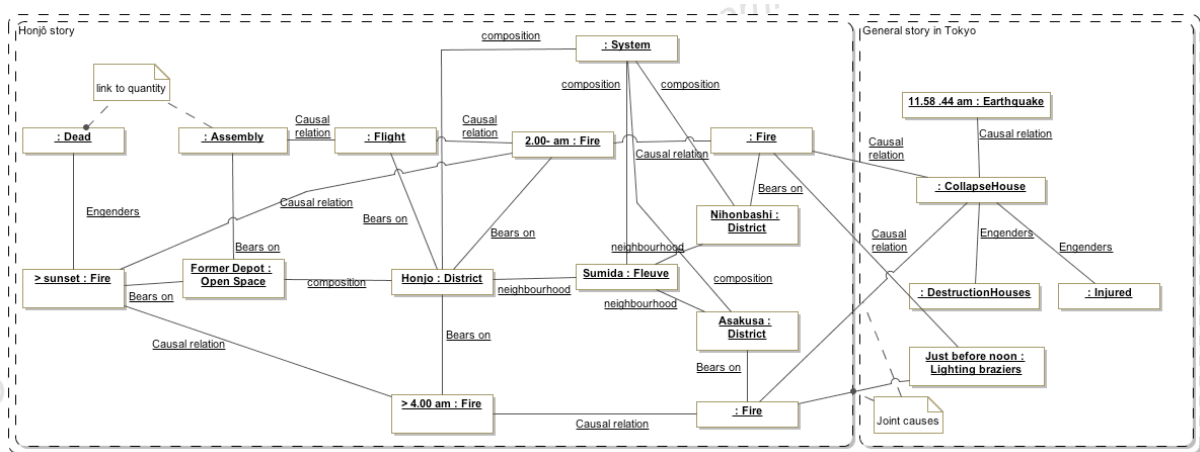 Honjô story
General story in Tokyo
composition
: System
link to quantity
composition
composition
11.58 .44 am : Earthquake
: Dead
: Assembly
Causal
relation
: Flight
Causal
relation
2.00- am : Fire
: Fire
Causal relation
Causal relation
Causal
relation
: CollapseHouse
Bears on
Engenders
Causal relation
Bears on
Nihonbashi :
District
Bears on
Bears on
neighbourhood
Causal
relation
Engenders
Engenders
> sunset : Fire
Former Depot :
Open Space
Bears on
composition
Honjo : District
neighbourhood
Sumida : Fleuve
composition
neighbourhood
: DestructionHouses
: Injured
Asakusa :
District
Bears on
Causal relation
Bears on
Just before noon :
Lighting braziers
> 4.00 am : Fire
Causal relation
: Fire
Joint causes